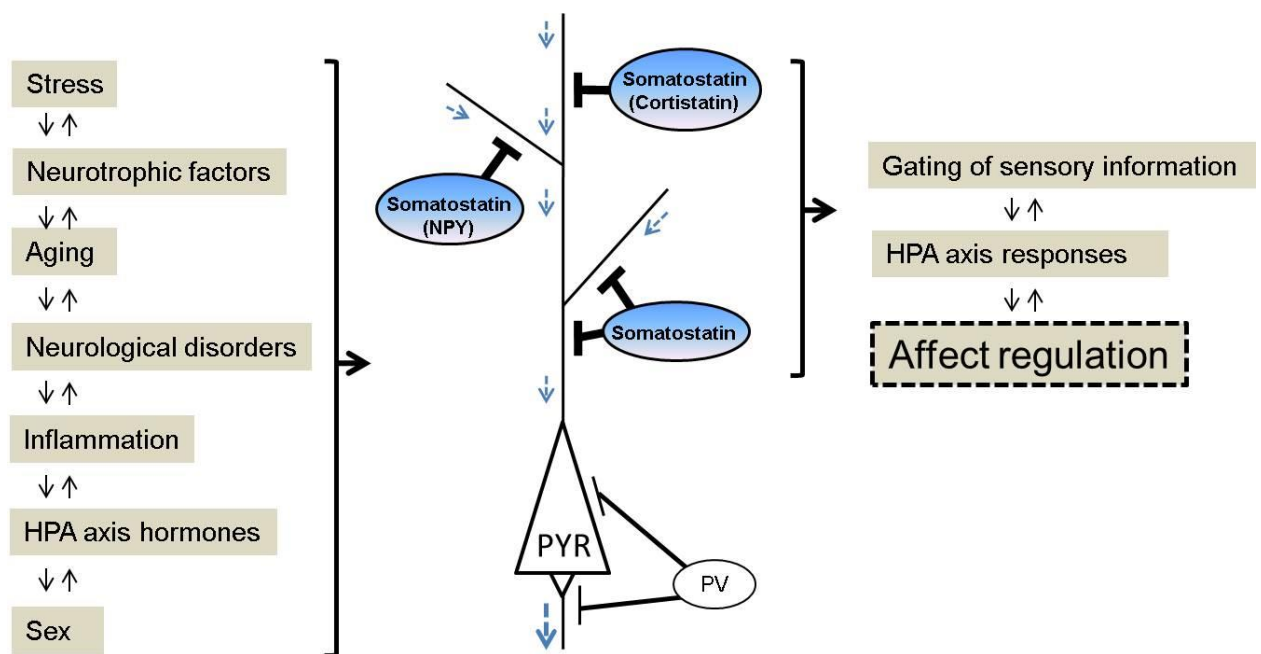 Stress
Neurotrophic factors
Aging
Neurological disorders
Inflammation
HPA axis hormones
Sex
Somatostatin
(Cortistatin)
Somatostatin
(NPY)
Somatostatin
PYR
PV
Gating of sensory information
HPA axis responses
Affect regulation